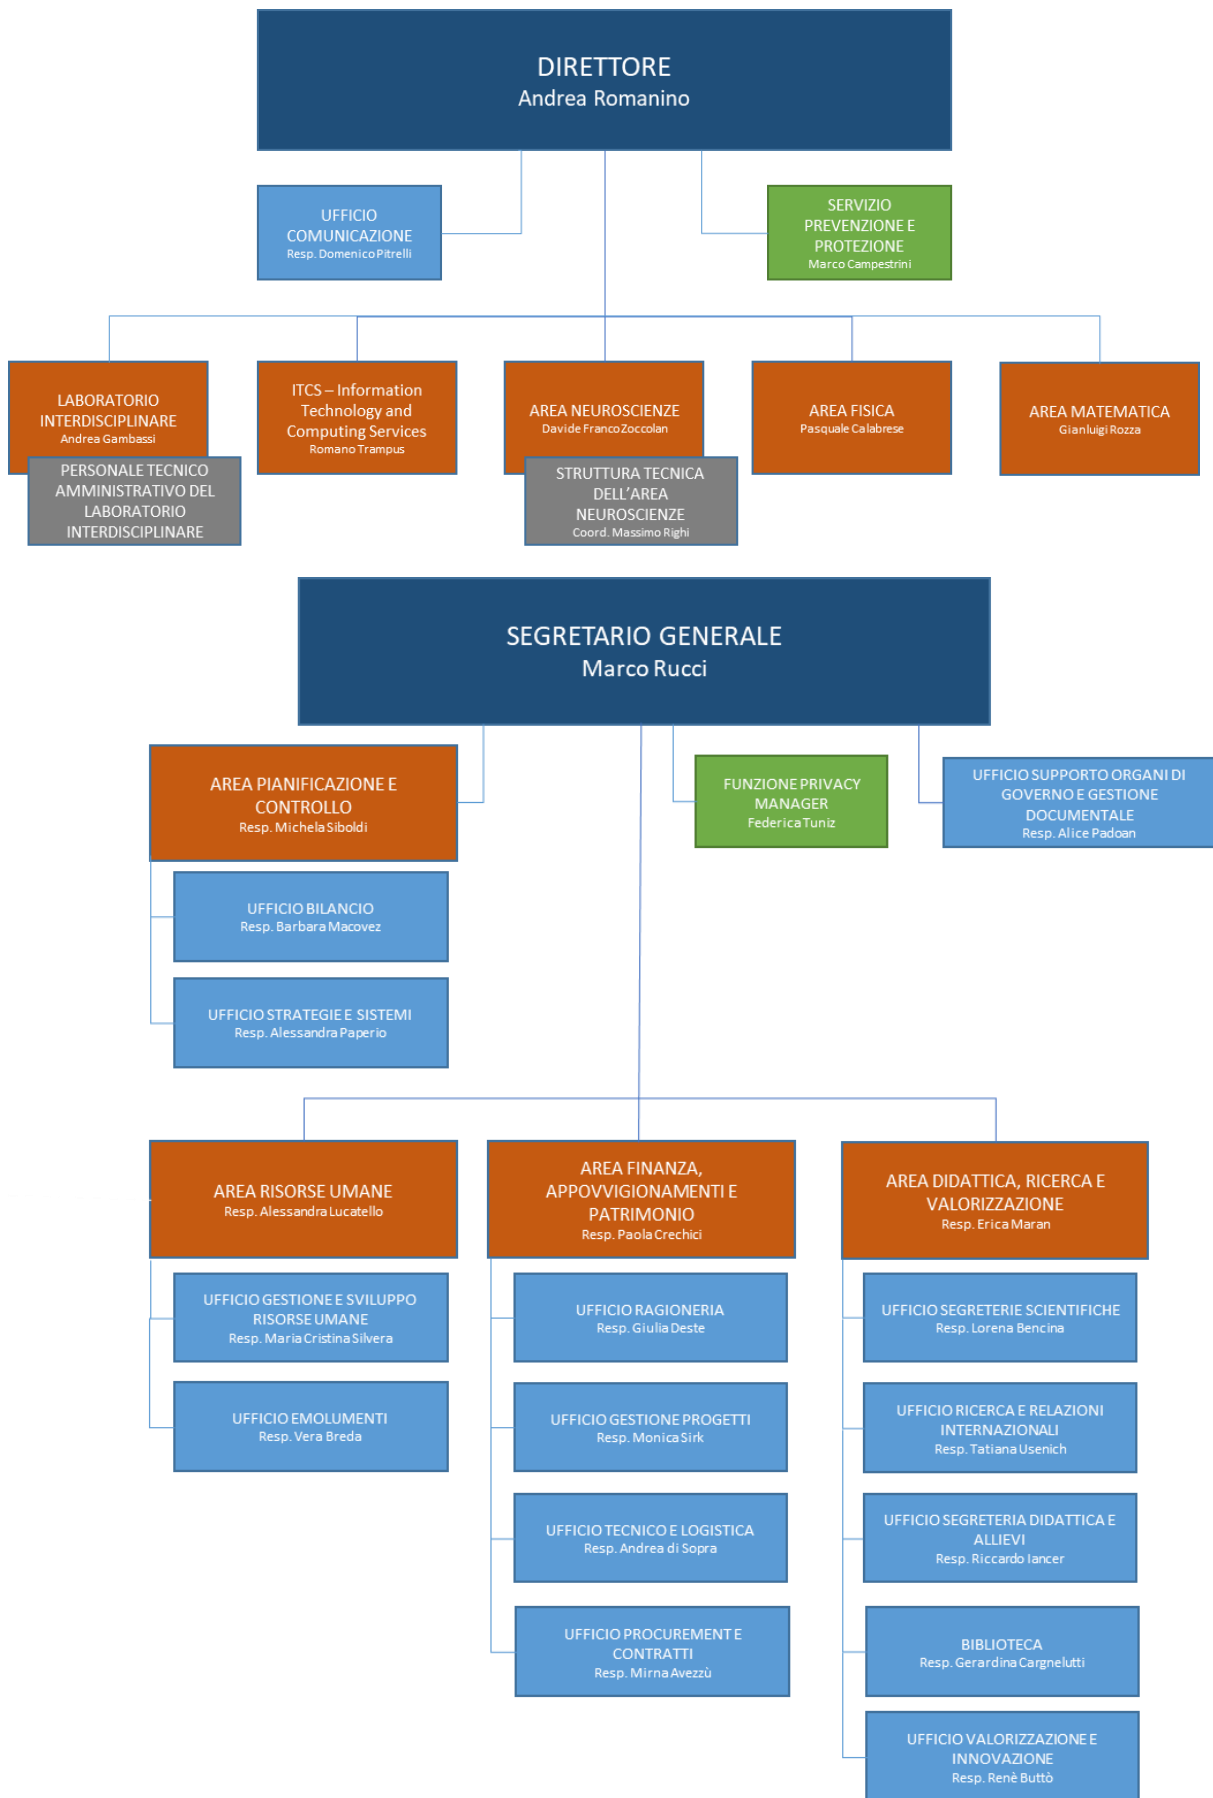 DIRETTORE
Andrea Romanino
UFFICIO
COMUNICAZIONE
Resp. Domenico Pitrelli
SERVIZIO
PREVENZIONE E
PROTEZIONE
Marco Campestrini
LABORATORIO
INTERDISCIPLINARE
Andrea Gambassi
PERSONALE TECNICO
AMMINISTRATIVO DEL
LABORATORIO
INTERDISCIPLINARE
ITCS – Information
Technology and
Computing Services
Romano Trampus
AREA NEUROSCIENZE
Davide Franco Zoccolan
STRUTTURA TECNICA
DELL'AREA
NEUROSCIENZE
Coord. Massimo Righi
AREA FISICA
Pasquale Calabrese
AREA MATEMATICA
Gianluigi Rozza
SEGRETARIO GENERALE
Marco Rucci
AREA PIANIFICAZIONE E
CONTROLLO
Resp. Michela Siboldi
FUNZIONE PRIVACY
MANAGER
Federica Tuniz
UFFICIO SUPPORTO ORGANI DI
GOVERNO E GESTIONE
DOCUMENTALE
Resp. Alice Padoan
UFFICIO BILANCIO
Resp. Barbara Macovez
UFFICIO STRATEGIE E SISTEMI
Resp. Alessandra Paperio
AREA RISORSE UMANE
Resp. Alessandra Lucatello
UFFICIO GESTIONE E SVILUPPO
RISORSE UMANE
Resp. Maria Cristina Silvera
UFFICIO EMOLUMENTI
Resp. Vera Breda
AREA FINANZA,
APPOVVIGIONAMENTI E
PATRIMONIO
Resp. Paola Crechici
UFFICIO RAGIONERIA
Resp. Giulia Deste
UFFICIO GESTIONE PROGETTI
Resp. Monica Sirk
UFFICIO TECNICO E LOGISTICA
Resp. Andrea di Sopra
UFFICIO PROCUREMENT E
CONTRATTI
Resp. Mirna Avezzù
AREA DIDATTICA, RICERCA E
VALORIZZAZIONE
Resp. Erica Maran
UFFICIO SEGRETERIE SCIENTIFICHE
Resp. Lorena Bencina
UFFICIO RICERCA E RELAZIONI
INTERNAZIONALI
Resp. Tatiana Usenich
UFFICIO SEGRETERIA DIDATTICA E
ALLIEVI
Resp. Riccardo Iancer
BIBLIOTECA
Resp. Gerardina Cargnelutti
UFFICIO VALORIZZAZIONE E
INNOVAZIONE
Resp. Renè Buttò